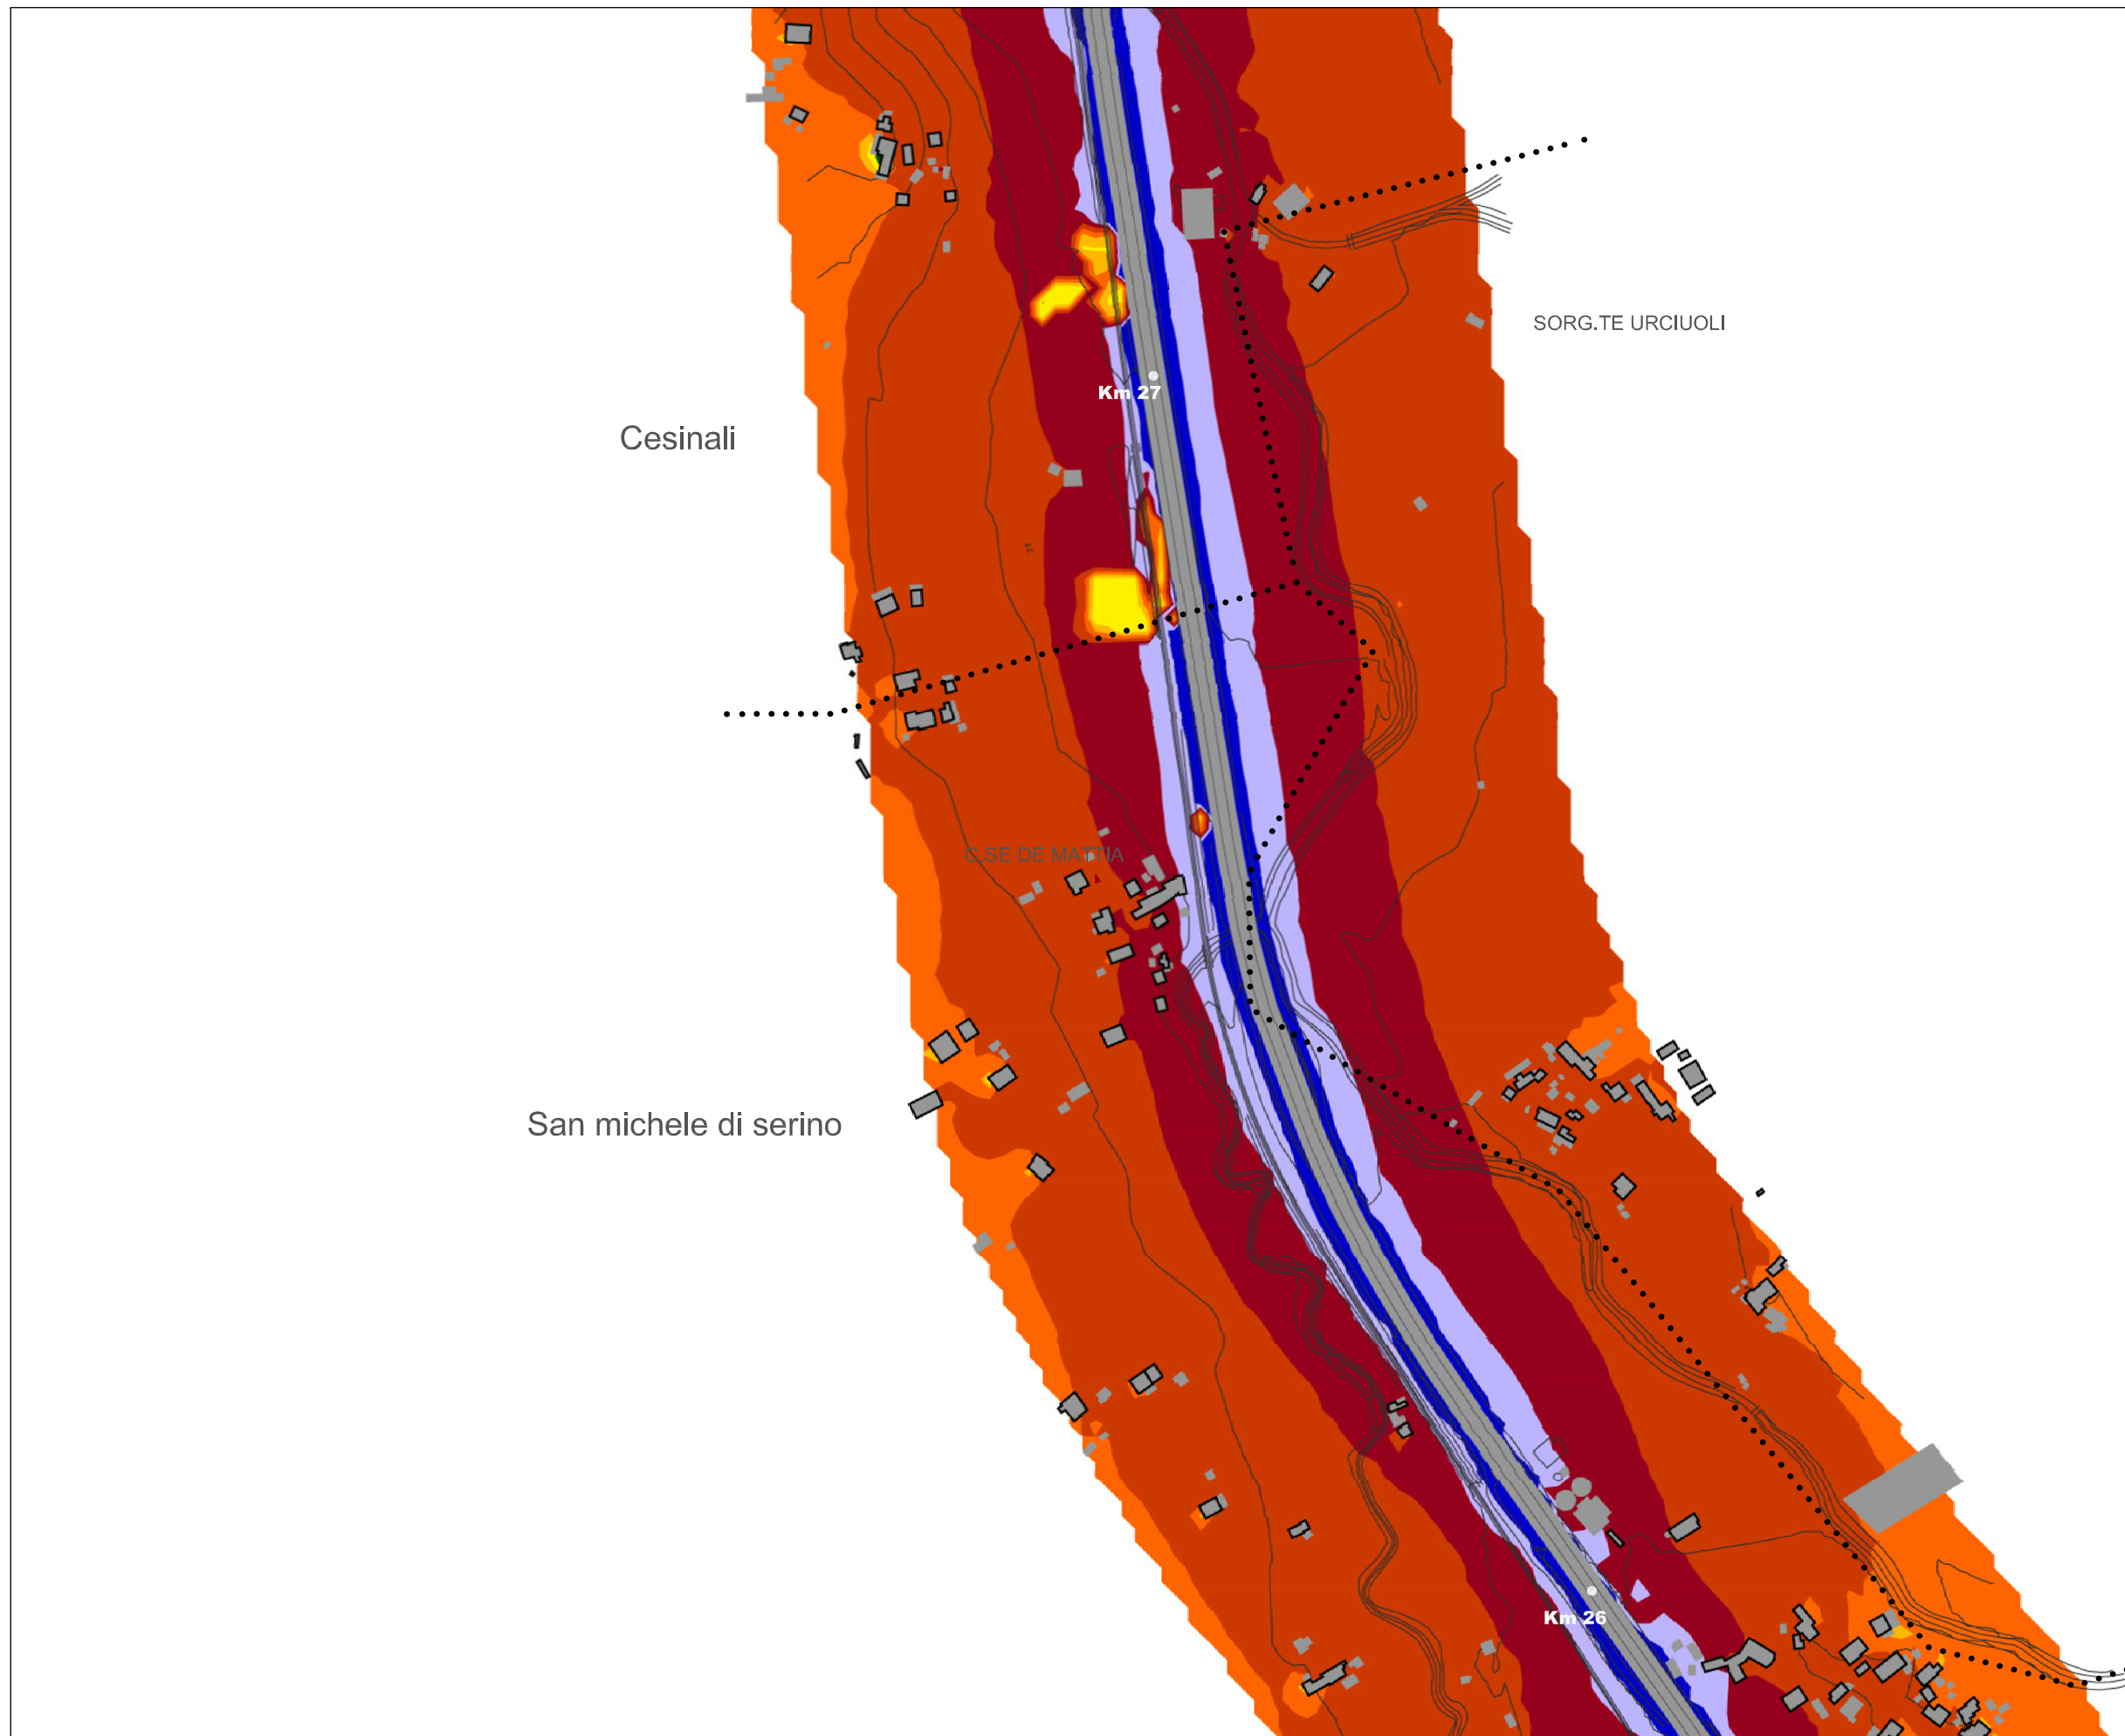 SORG.TE URCIUOLI
Km 27
Cesinali
C.SE DE MATTIA
San michele di serino
Km 26